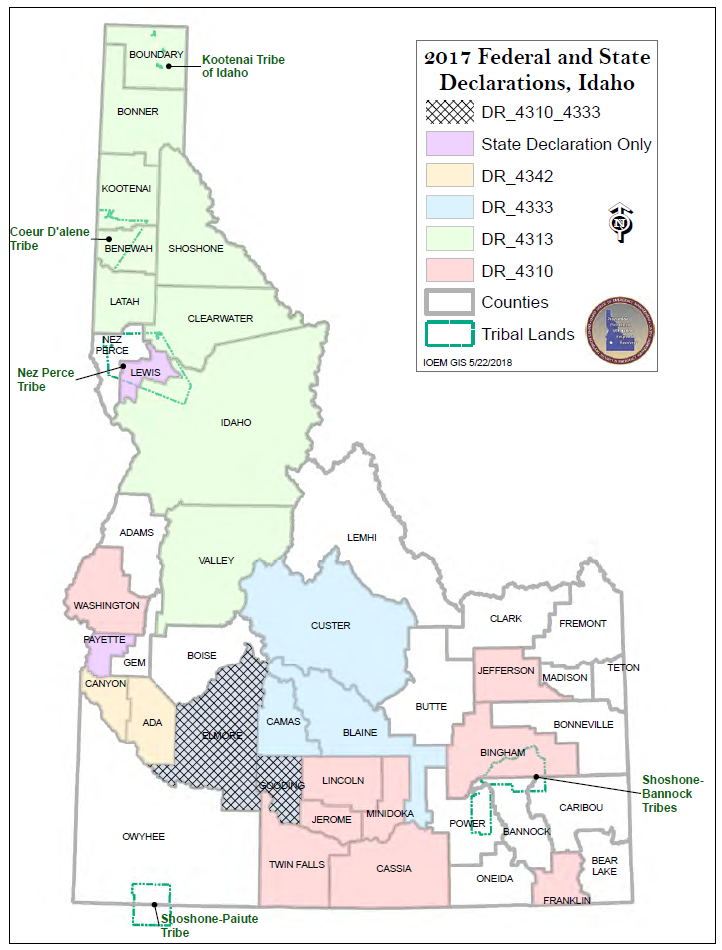 2017 Federal and State
Declarations, Idaho
DR_4310_4333
State Declaration Only
DR_4342
DR_4333
DR_4313
DR_4310
Counties
Tribal Lands
IOEM GIS 5/22/2018
N
BOUNDARY
Kootenai Tribe
of Idaho
BONNER
KOOTENAI
Coeur D'alene
Tribe
BENEWAH
SHOSHONE
LATAH
CLEARWATER
NEZ
PERCE
Nez Perce
Tribe
LEWIS
IDAHO
ADAMS
LEMHI
VALLEY
WASHINGTON
CUSTER
CLARK
FREMONT
PAYETTE
GEM
BOISE
JEFFERSON
MADISON
TETON
CANYON
ADA
ELMORE
CAMAS
BLAINE
BUTTE
BONNEVILLE
BINGHAM
GOODING
LINCOLN
Shoshone-
Bannock
Tribes
JEROME
MINIDOKA
POWER
BANNOCK
CARIBOU
OWYHEE
TWIN FALLS
CASSIA
ONEIDA
BEAR
LAKE
FRANKLIN
Shoshone-Paiute
Tribe